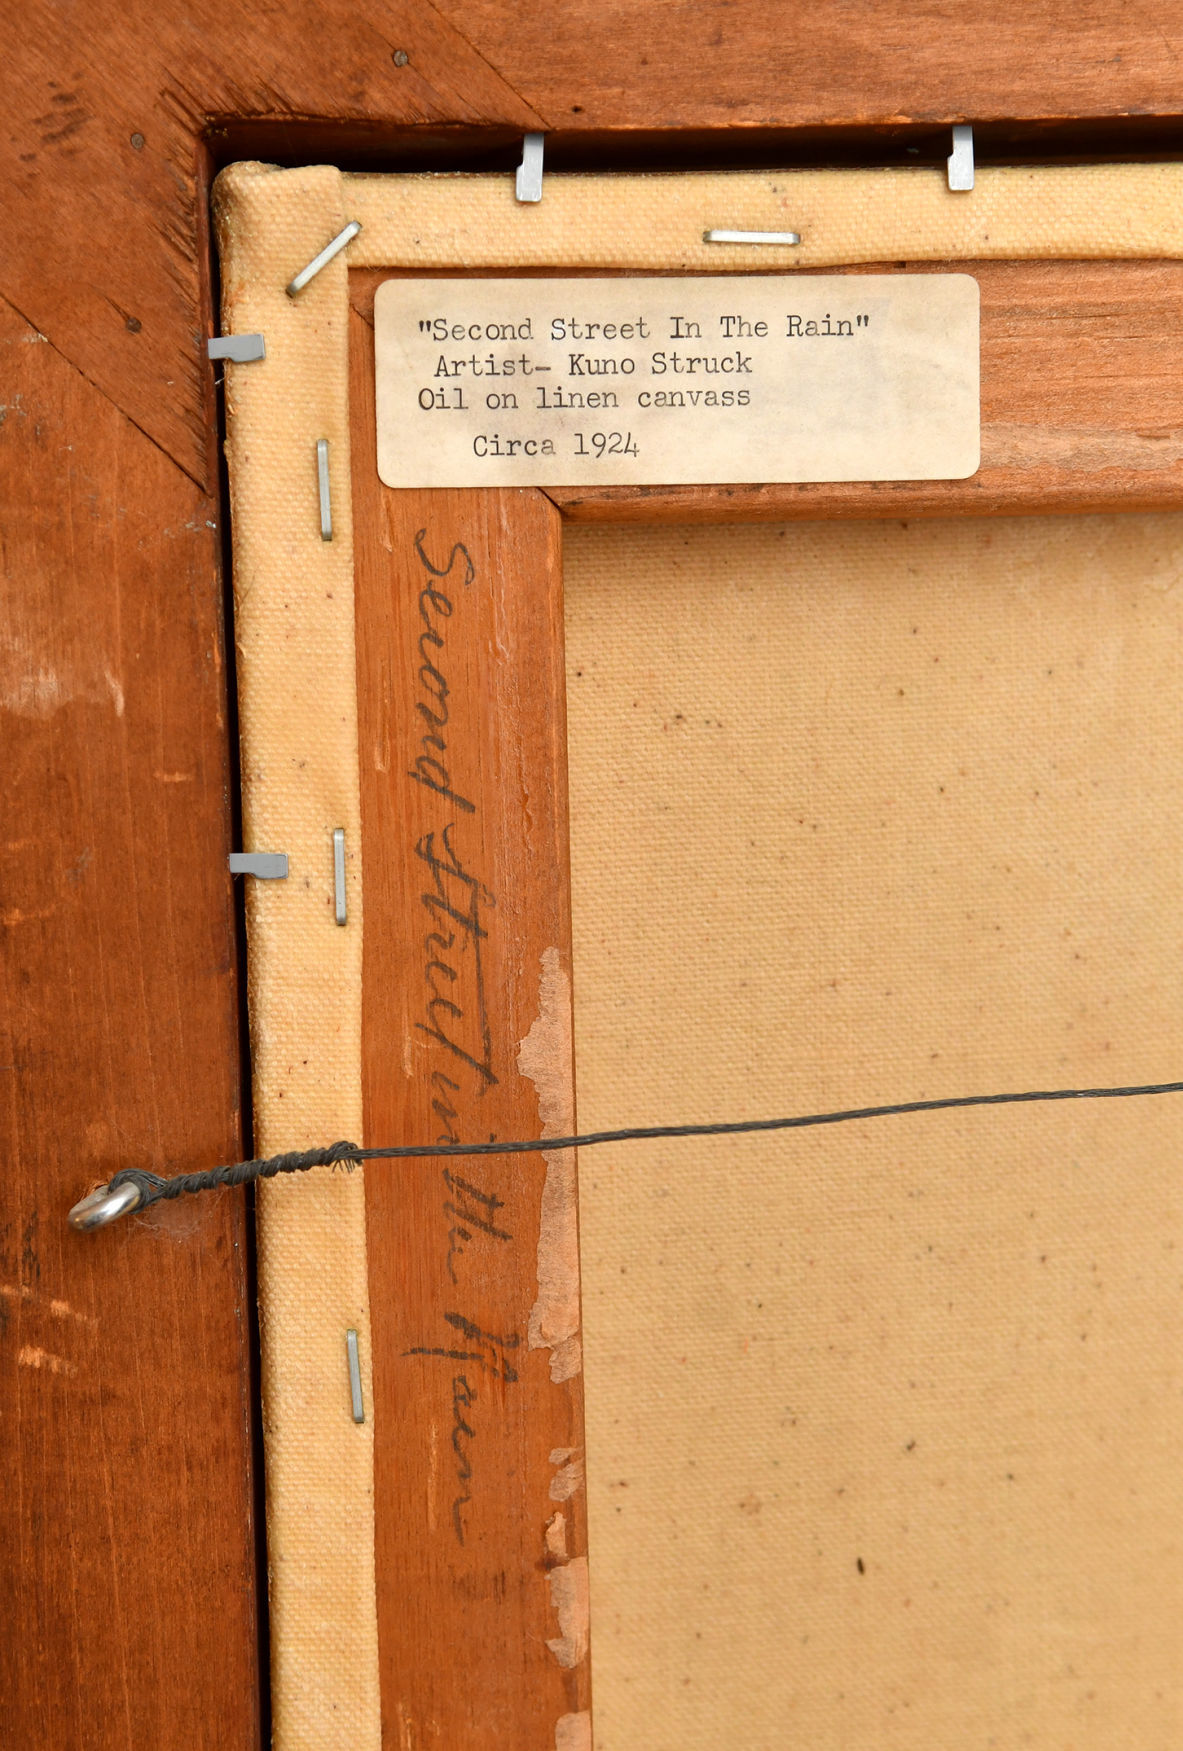 "Second Street In The Rain"
Artist- Kuno Struck
Oil on linen canvass
Circa 1924
Second Street in the Rain